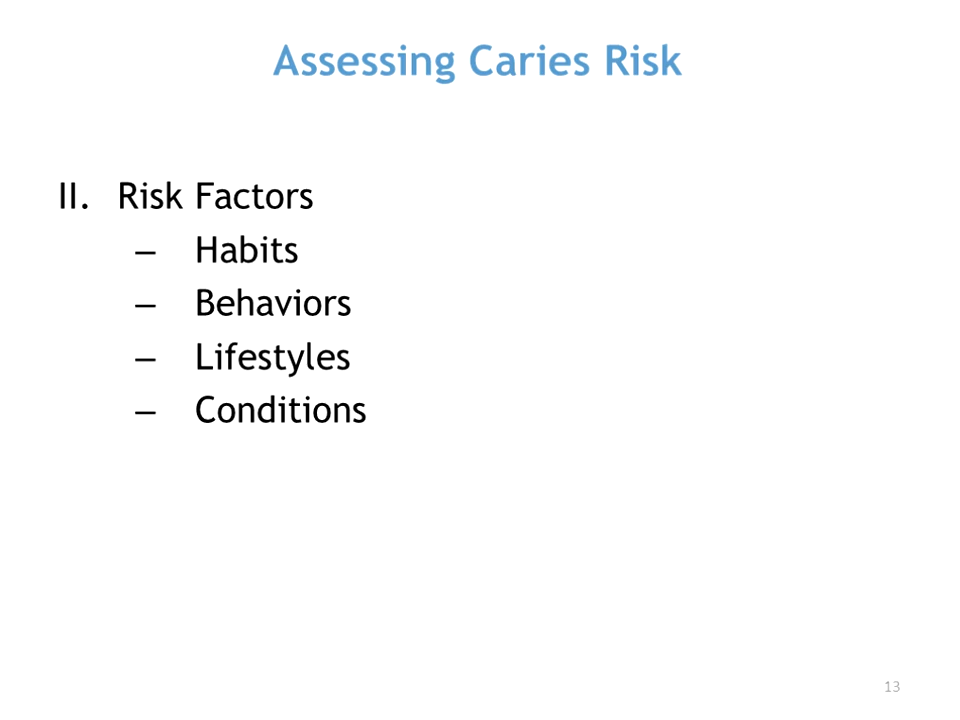 Assessing Caries Risk
II. Risk Factors
– Habits
– Behaviors
– Lifestyles
– Conditions
13